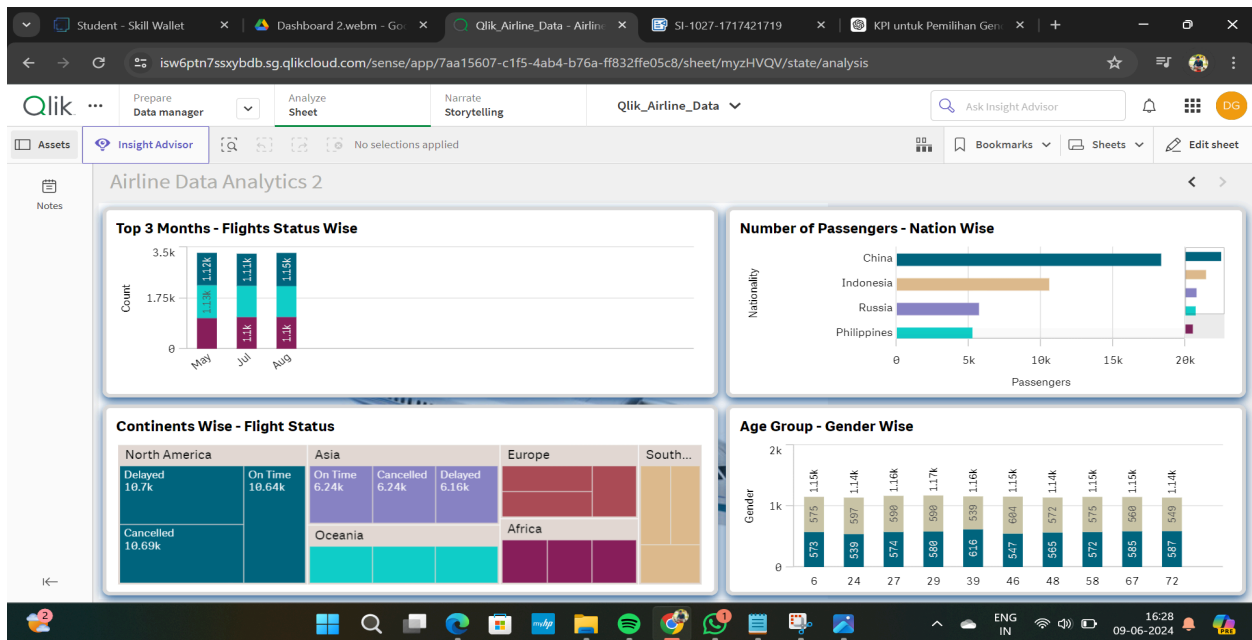 Student - Skill Wallet
Dashboard 2.webm - Goo
Qlik_Airline_Data - Airline
SI-1027-1717421719
KPI untuk Pemilihan Gen
isw6ptn7ssxybdb.sg.qlikcloud.com/sense/app/7aa15607-c1f5-4ab4-b76a-ff832ffe05c8/sheet/myzHVQV/state/analysis
Qlik
Prepare
Data manager
Analyze
Sheet
Narrate
Storytelling
Qlik_Airline_Data
Ask Insight Advisor
DG
Assets
Insight Advisor
No selections applied
Bookmarks
Sheets
Edit sheet
Notes
Airline Data Analytics 2
Top 3 Months - Flights Status Wise
3.5k
1.75k
0
Count
1.12k
1.13k
1.11k
1.1k
1.15k
1.1k
May
Jul
Aug
Number of Passengers - Nation Wise
Nationality
China
Indonesia
Russia
Philippines
0 5k 10k 15k 20k
Passengers
Continents Wise - Flight Status
North America
Delayed
10.7k
On Time
10.64k
Cancelled
10.69k
Asia
On Time
6.24k
Cancelled
6.24k
Delayed
6.16k
Oceania
Europe
Africa
South...
Age Group - Gender Wise
2k
1k
0
Gender
1.15k 1.14k 1.16k 1.17k 1.16k 1.15k 1.14k 1.15k 1.15k 1.14k
575 597 590 590 539 604 572 575 560 549
573 539 574 580 616 547 565 572 585 587
6 24 27 29 39 46 48 58 67 72
2
myhp
1
ENG
IN
16:28
09-06-2024
PRE